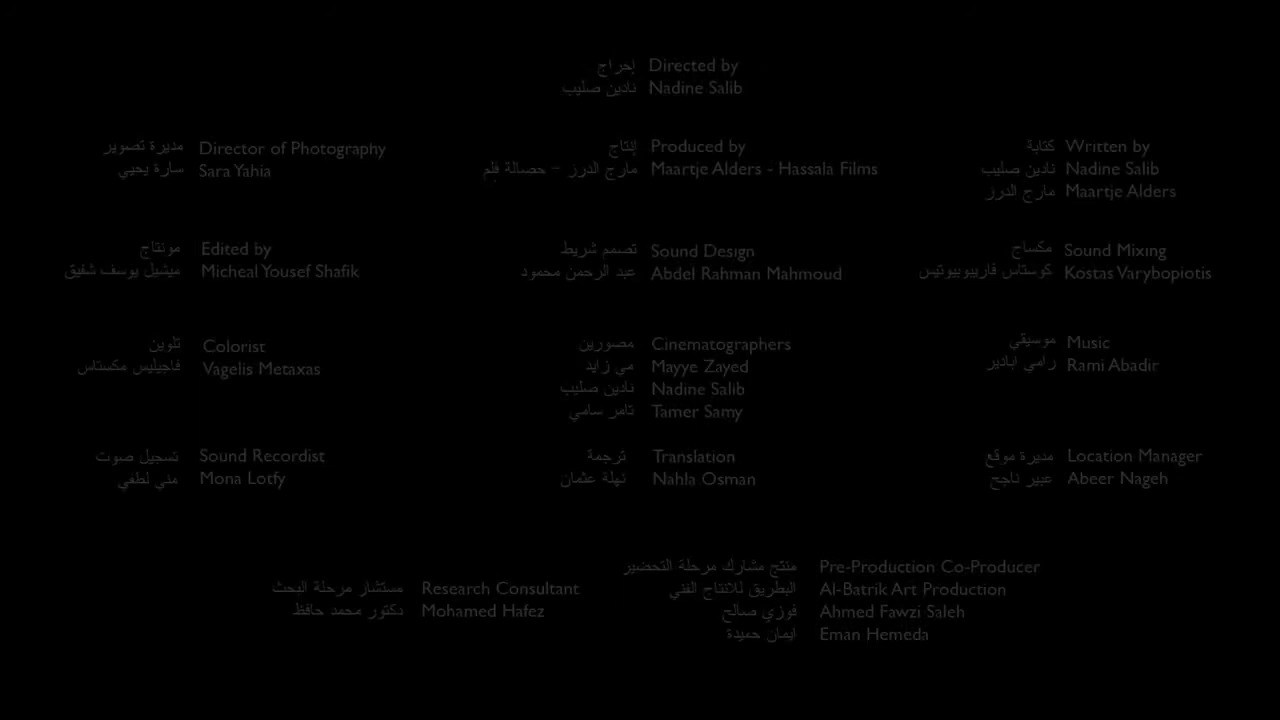 إخراج Directed by
نادين صليب Nadine Salib
مديرة تصوير Director of Photography
سارة يحيي Sara Yahia
إنتاج Produced by
مارج الدرز - حصالة فلم Maartje Alders - Hassala Films
كتابة Written by
نادين صليب Nadine Salib
مارج الدرز Maartje Alders
مونتاج Edited by
ميشيل يوسف شفيق Micheal Yousef Shafik
تصمم شريط Sound Design
عبد الرحمن محمود Abdel Rahman Mahmoud
مكساج Sound Mixing
كوستاس فاريبوبيوتيس Kostas Varybopiotis
تلوين Colorist
فاجيليس مكستاس Vagelis Metaxas
مصورين Cinematographers
مي زايد Mayye Zayed
نادين صليب Nadine Salib
تامر سامي Tamer Samy
موسيقي Music
رامي ابادير Rami Abadir
تسجيل صوت Sound Recordist
مني لطفي Mona Lotfy
ترجمة Translation
نهلة عثمان Nahla Osman
مديرة موقع Location Manager
عبير ناجح Abeer Nageh
مستشار مرحلة البحث Research Consultant
دكتور محمد حافظ Mohamed Hafez
منتج مشارك مرحلة التحضير Pre-Production Co-Producer
البطريق للانتاج الفني Al-Batrik Art Production
فوزي صالح Ahmed Fawzi Saleh
ايمان حميدة Eman Hemeda